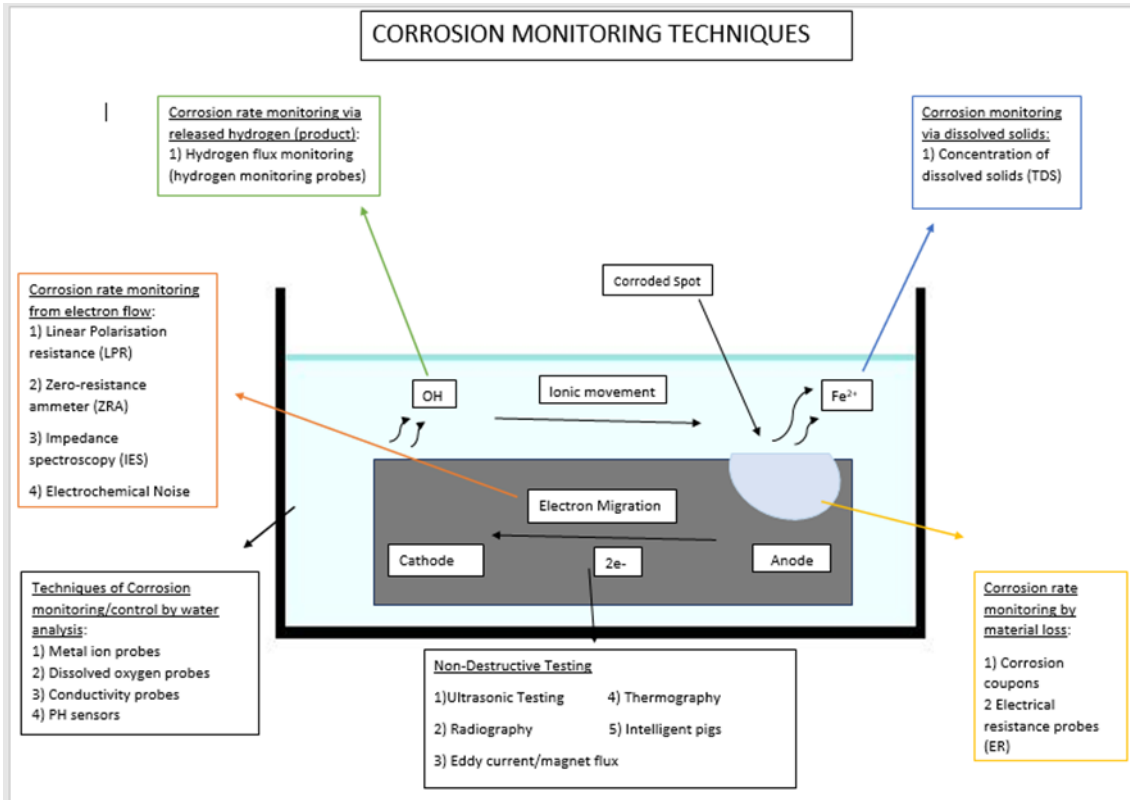 CORROSION MONITORING TECHNIQUES
Corrosion rate monitoring via
released hydrogen (product):
1) Hydrogen flux monitoring
(hydrogen monitoring probes)
Corrosion monitoring
via dissolved solids:
1) Concentration of
dissolved solids (TDS)
Corrosion rate monitoring
from electron flow:
1) Linear Polarisation
resistance (LPR)
2) Zero-resistance
ammeter (ZRA)
3) Impedance
spectroscopy (IES)
4) Electrochemical Noise
Corroded Spot
OH
Ionic movement
Fe²⁺
Electron Migration
Cathode
2e-
Anode
Techniques of Corrosion
monitoring/control by water
analysis:
1) Metal ion probes
2) Dissolved oxygen probes
3) Conductivity probes
4) PH sensors
Non-Destructive Testing
1)Ultrasonic Testing 4) Thermography
2) Radiography 5) Intelligent pigs
3) Eddy current/magnet flux
Corrosion rate
monitoring by
material loss:
1) Corrosion
coupons
2 Electrical
resistance probes
(ER)